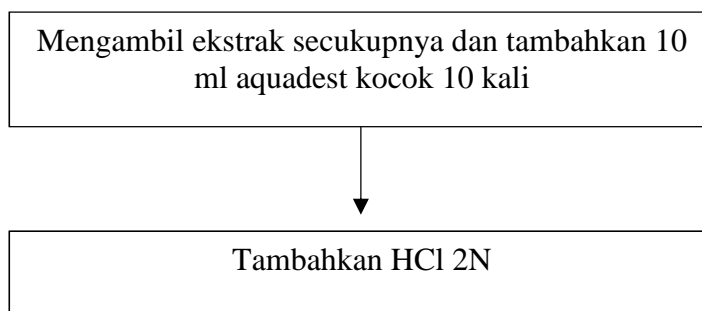 Mengambil ekstrak secukupnya dan tambahkan 10
ml aquadest kocok 10 kali
Tambahkan HCl 2N